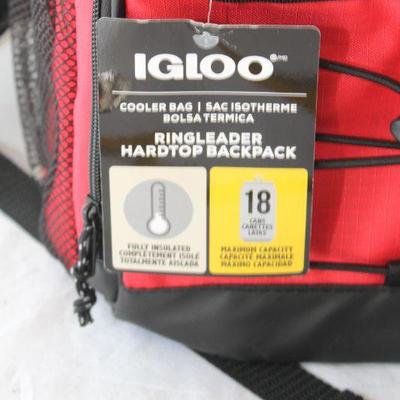 IGLOO
COOLER BAG | SAC ISOTHERME
BOLSA TERMICA
RINGLEADER
HARDTOP BACKPACK
18
CANS
CANETTES
LATAS
FULLY INSULATED
COMPLÈTEMENT ISOLÉ
TOTALMENTE AISLADA
MAXIMUM CAPACITY
CAPACITÉ MAXIMALE
MÁXIMO CAPACIDAD